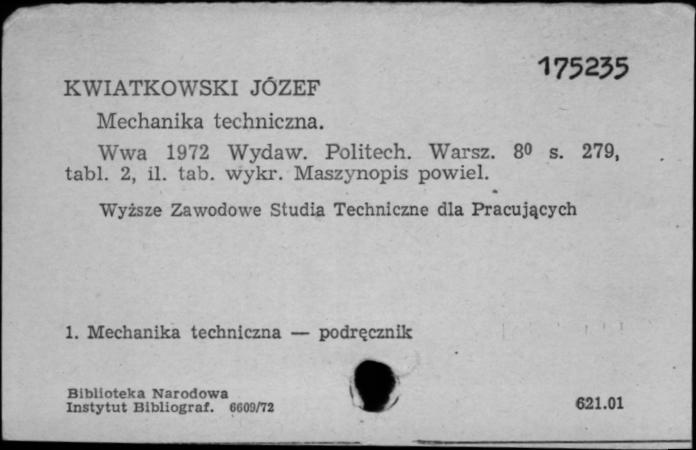 175235
KWIATKOWSKI JÓZEF
Mechanika techniczna.
Wwa 1972 Wydaw. Politech. Warsz. 8⁰ s. 279,
tabl. 2, il. tab. wykr. Maszynopis powiel.
Wyższe Zawodowe Studia Techniczne dla Pracujących
1. Mechanika techniczna — podręcznik
Biblioteka Narodowa
Instytut Bibliograf. 6609/72
621.01